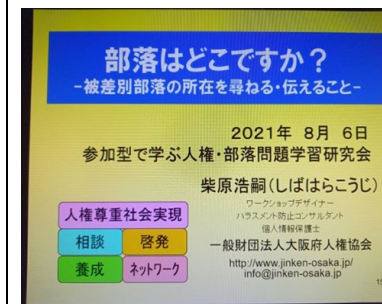 部落はどこですか？
-被差別部落の所在を尋ねる・伝えること-
2021年 8月 6日
参加型で学ぶ人権・部落問題学習研究会
柴原浩嗣（しばはらこうじ）
ワークショップデザイナー
ハラスメント防止コンサルタント
個人情報保護士
一般財団法人大阪府人権協会
http://www.jinken-osaka.jp/
info@jinken-osaka.jp
人権尊重社会実現
相談 啓発
養成 ネットワーク